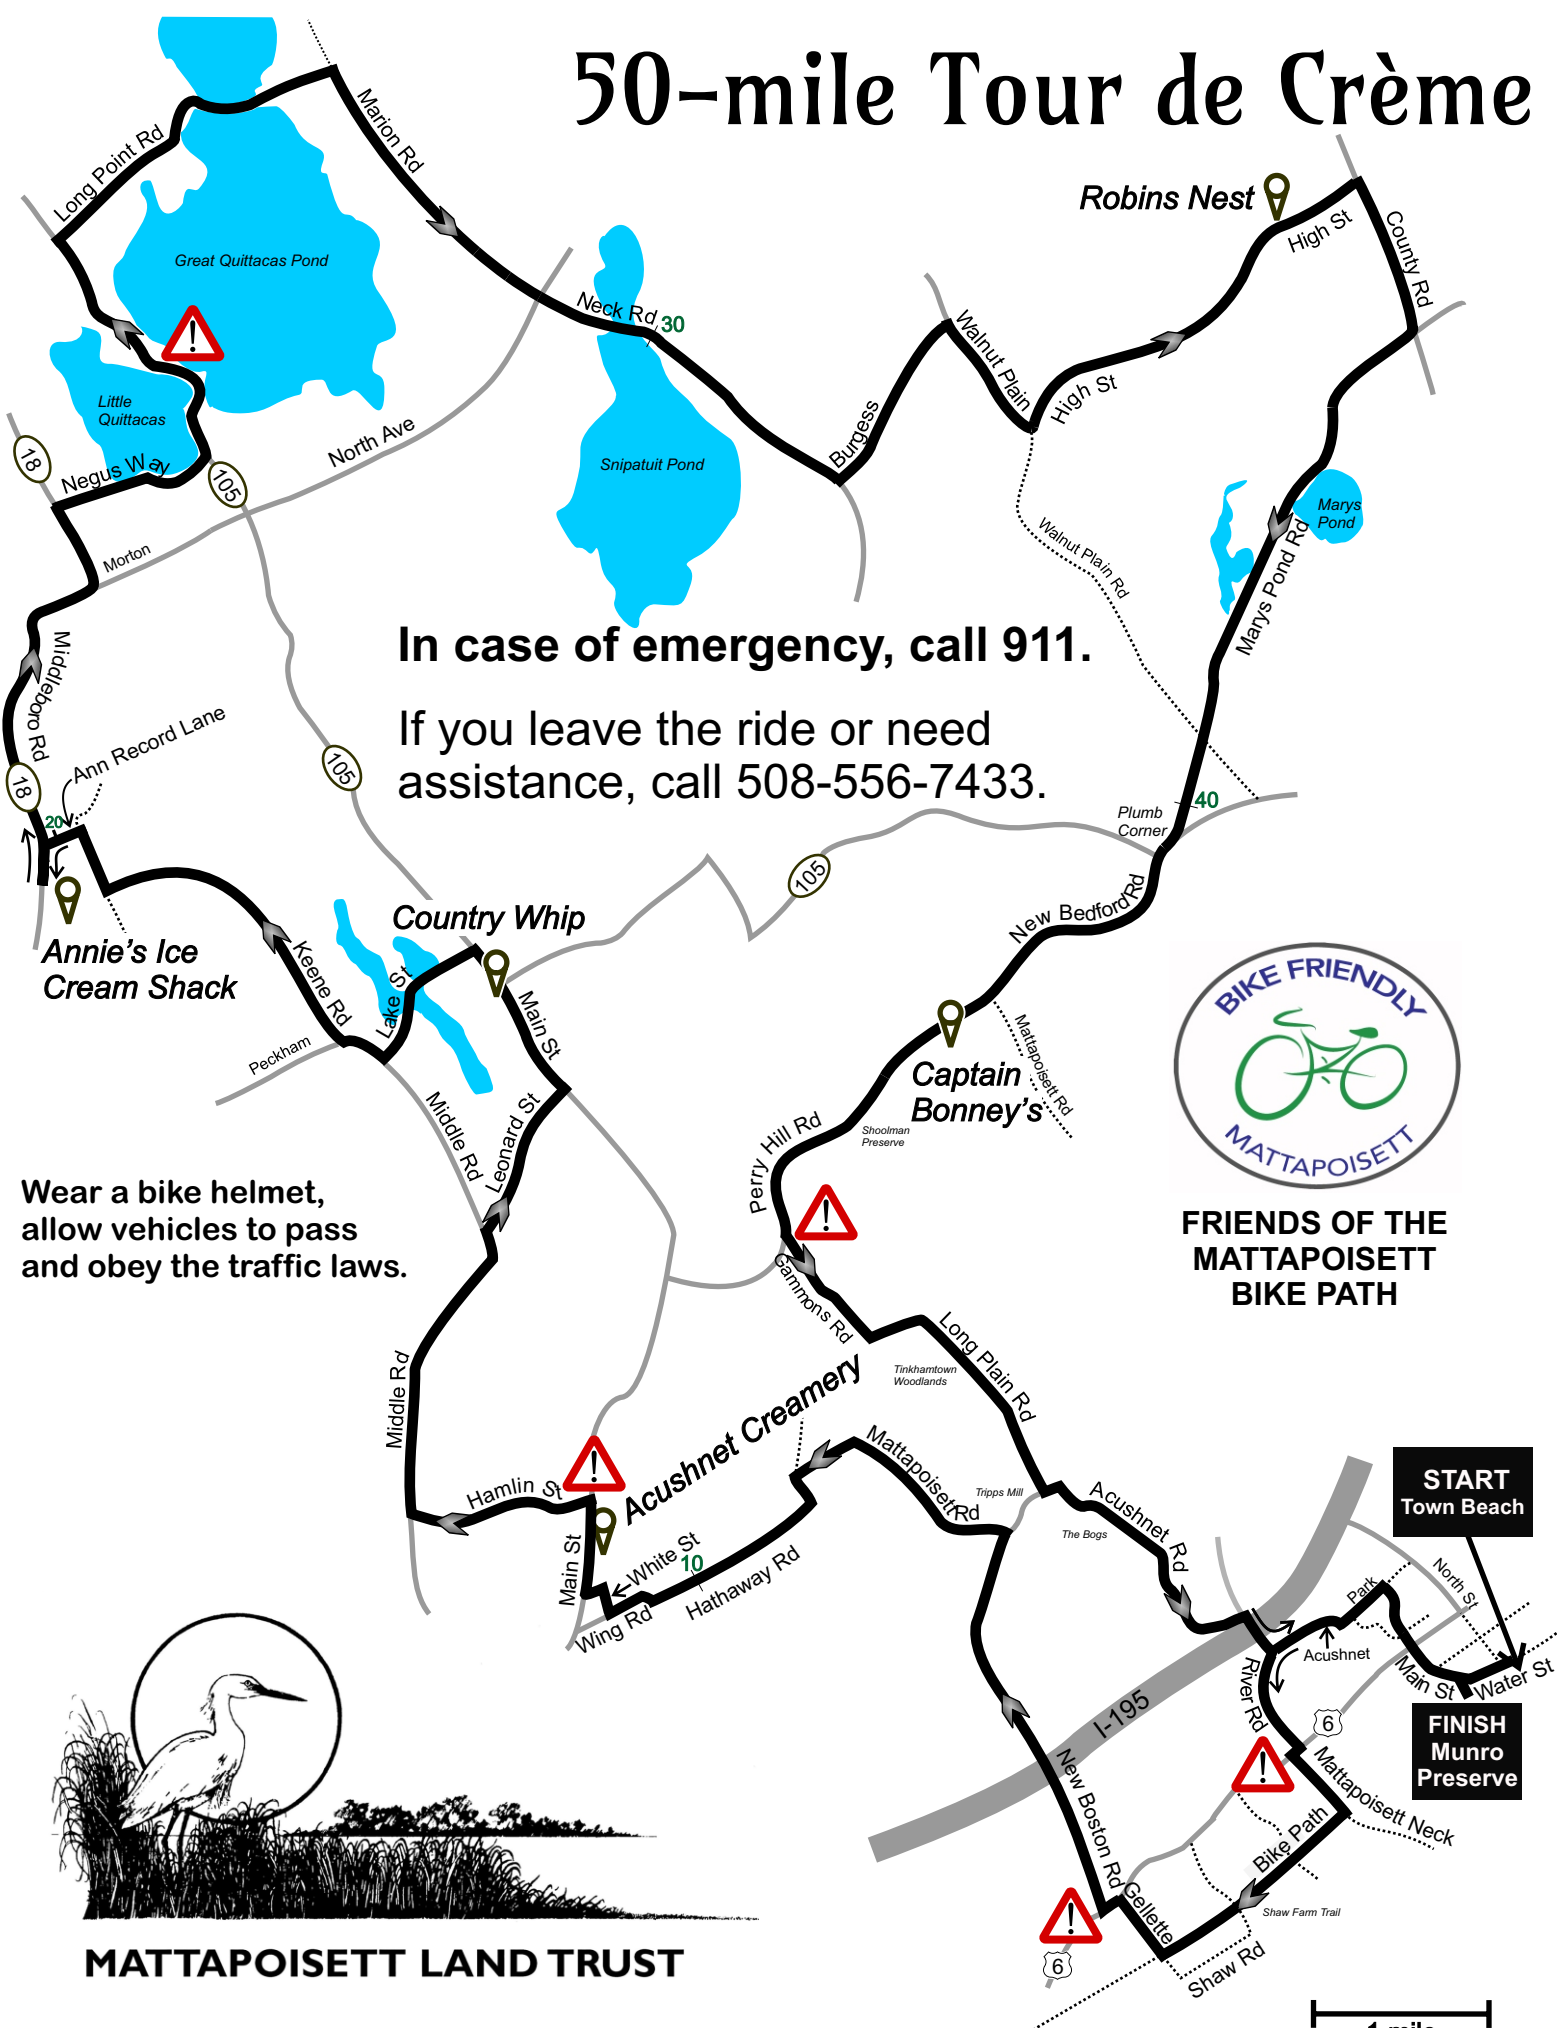 50-mile Tour de Crème
Marion Rd
Long Point Rd
Robins Nest
High St
County Rd
Great Quittacas Pond
Neck Rd
30
Walnut Plain
High St
Little
Quittacas
Burgess
North Ave
18
Negus Way
105
Snipatuit Pond
Marys
Pond
Morton
Walnut Plain Rd
Marys Pond Rd
In case of emergency, call 911.
If you leave the ride or need
assistance, call 508-556-7433.
Middleboro Rd
Ann Record Lane
105
18
20
40
Plumb
Corner
105
New Bedford Rd
Country Whip
Annie's Ice
Cream Shack
Keene Rd
Lake St
Main St
Peckham
Mattapoisett Rd
Captain
Bonney's
BIKE FRIENDLY
MATTAPOISETT
FRIENDS OF THE
MATTAPOISETT
BIKE PATH
Middle Rd
Leonard St
Perry Hill Rd
Shoolman
Preserve
Wear a bike helmet,
allow vehicles to pass
and obey the traffic laws.
Gammons Rd
Long Plain Rd
Tinkhamtown
Woodlands
Middle Rd
Acushnet Creamery
Mattapoisett Rd
Hamlin St
Tripps Mill
The Bogs
Acushnet Rd
START
Town Beach
Main St
White St
10
Hathaway Rd
Wing Rd
Park
North St
Acushnet
River Rd
Main St
Water St
I-195
6
FINISH
Munro
Preserve
New Boston Rd
Mattapoisett Neck
Bike Path
Gellette
Shaw Farm Trail
6
Shaw Rd
MATTAPOISETT LAND TRUST
1 mile